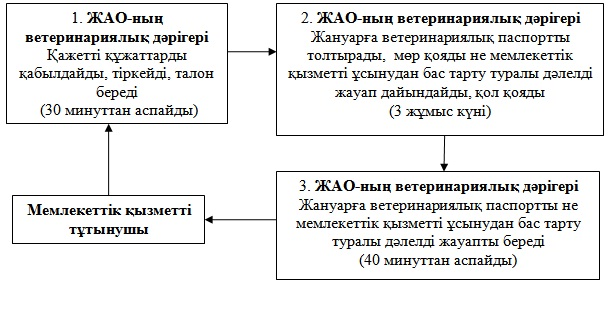 1. ЖАО-ның
ветеринариялық дәрігері
Қажетті құжаттарды
қабылдайды, тіркейді, талон
береді
(30 минуттан аспайды)
2. ЖАО-ның ветеринариялық дәрігері
Жануарға ветеринариялық паспортты
толтырады, мөр қояды не мемлекеттік
қызметті ұсынудан бас тарту туралы дәлелді
жауап дайындайды, қол қояды
(3 жұмыс күні)
3. ЖАО-ның ветеринариялық дәрігері
Жануарға ветеринариялық паспортты не
мемлекеттік қызметті ұсынудан бас тарту
туралы дәлелді жауапты береді
(40 минуттан аспайды)
Мемлекеттік қызметті
тұтынушы